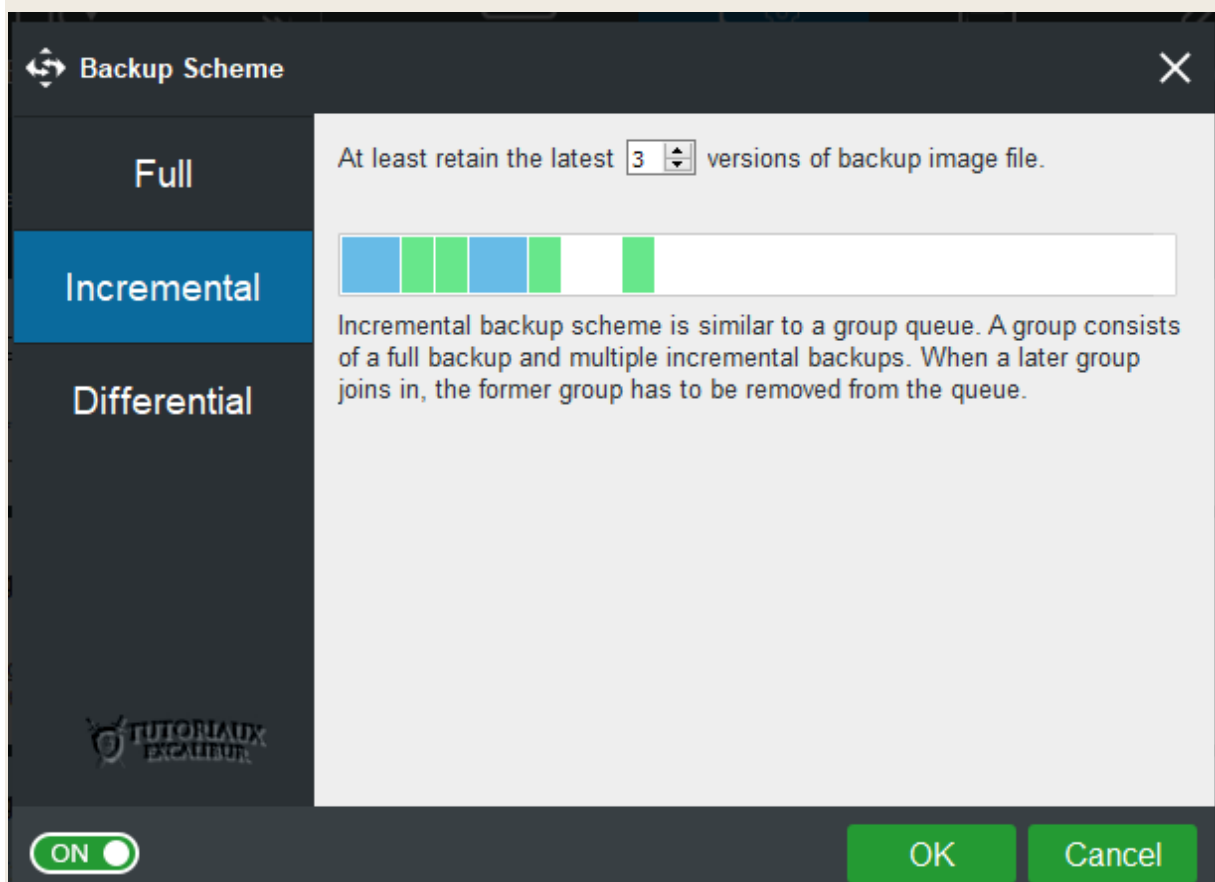 Backup Scheme
Full
Incremental
Differential
At least retain the latest 3 versions of backup image file.
Incremental backup scheme is similar to a group queue. A group consists
of a full backup and multiple incremental backups. When a later group
joins in, the former group has to be removed from the queue.
TUTORIAUX
EXCALIBUR
ON
OK
Cancel